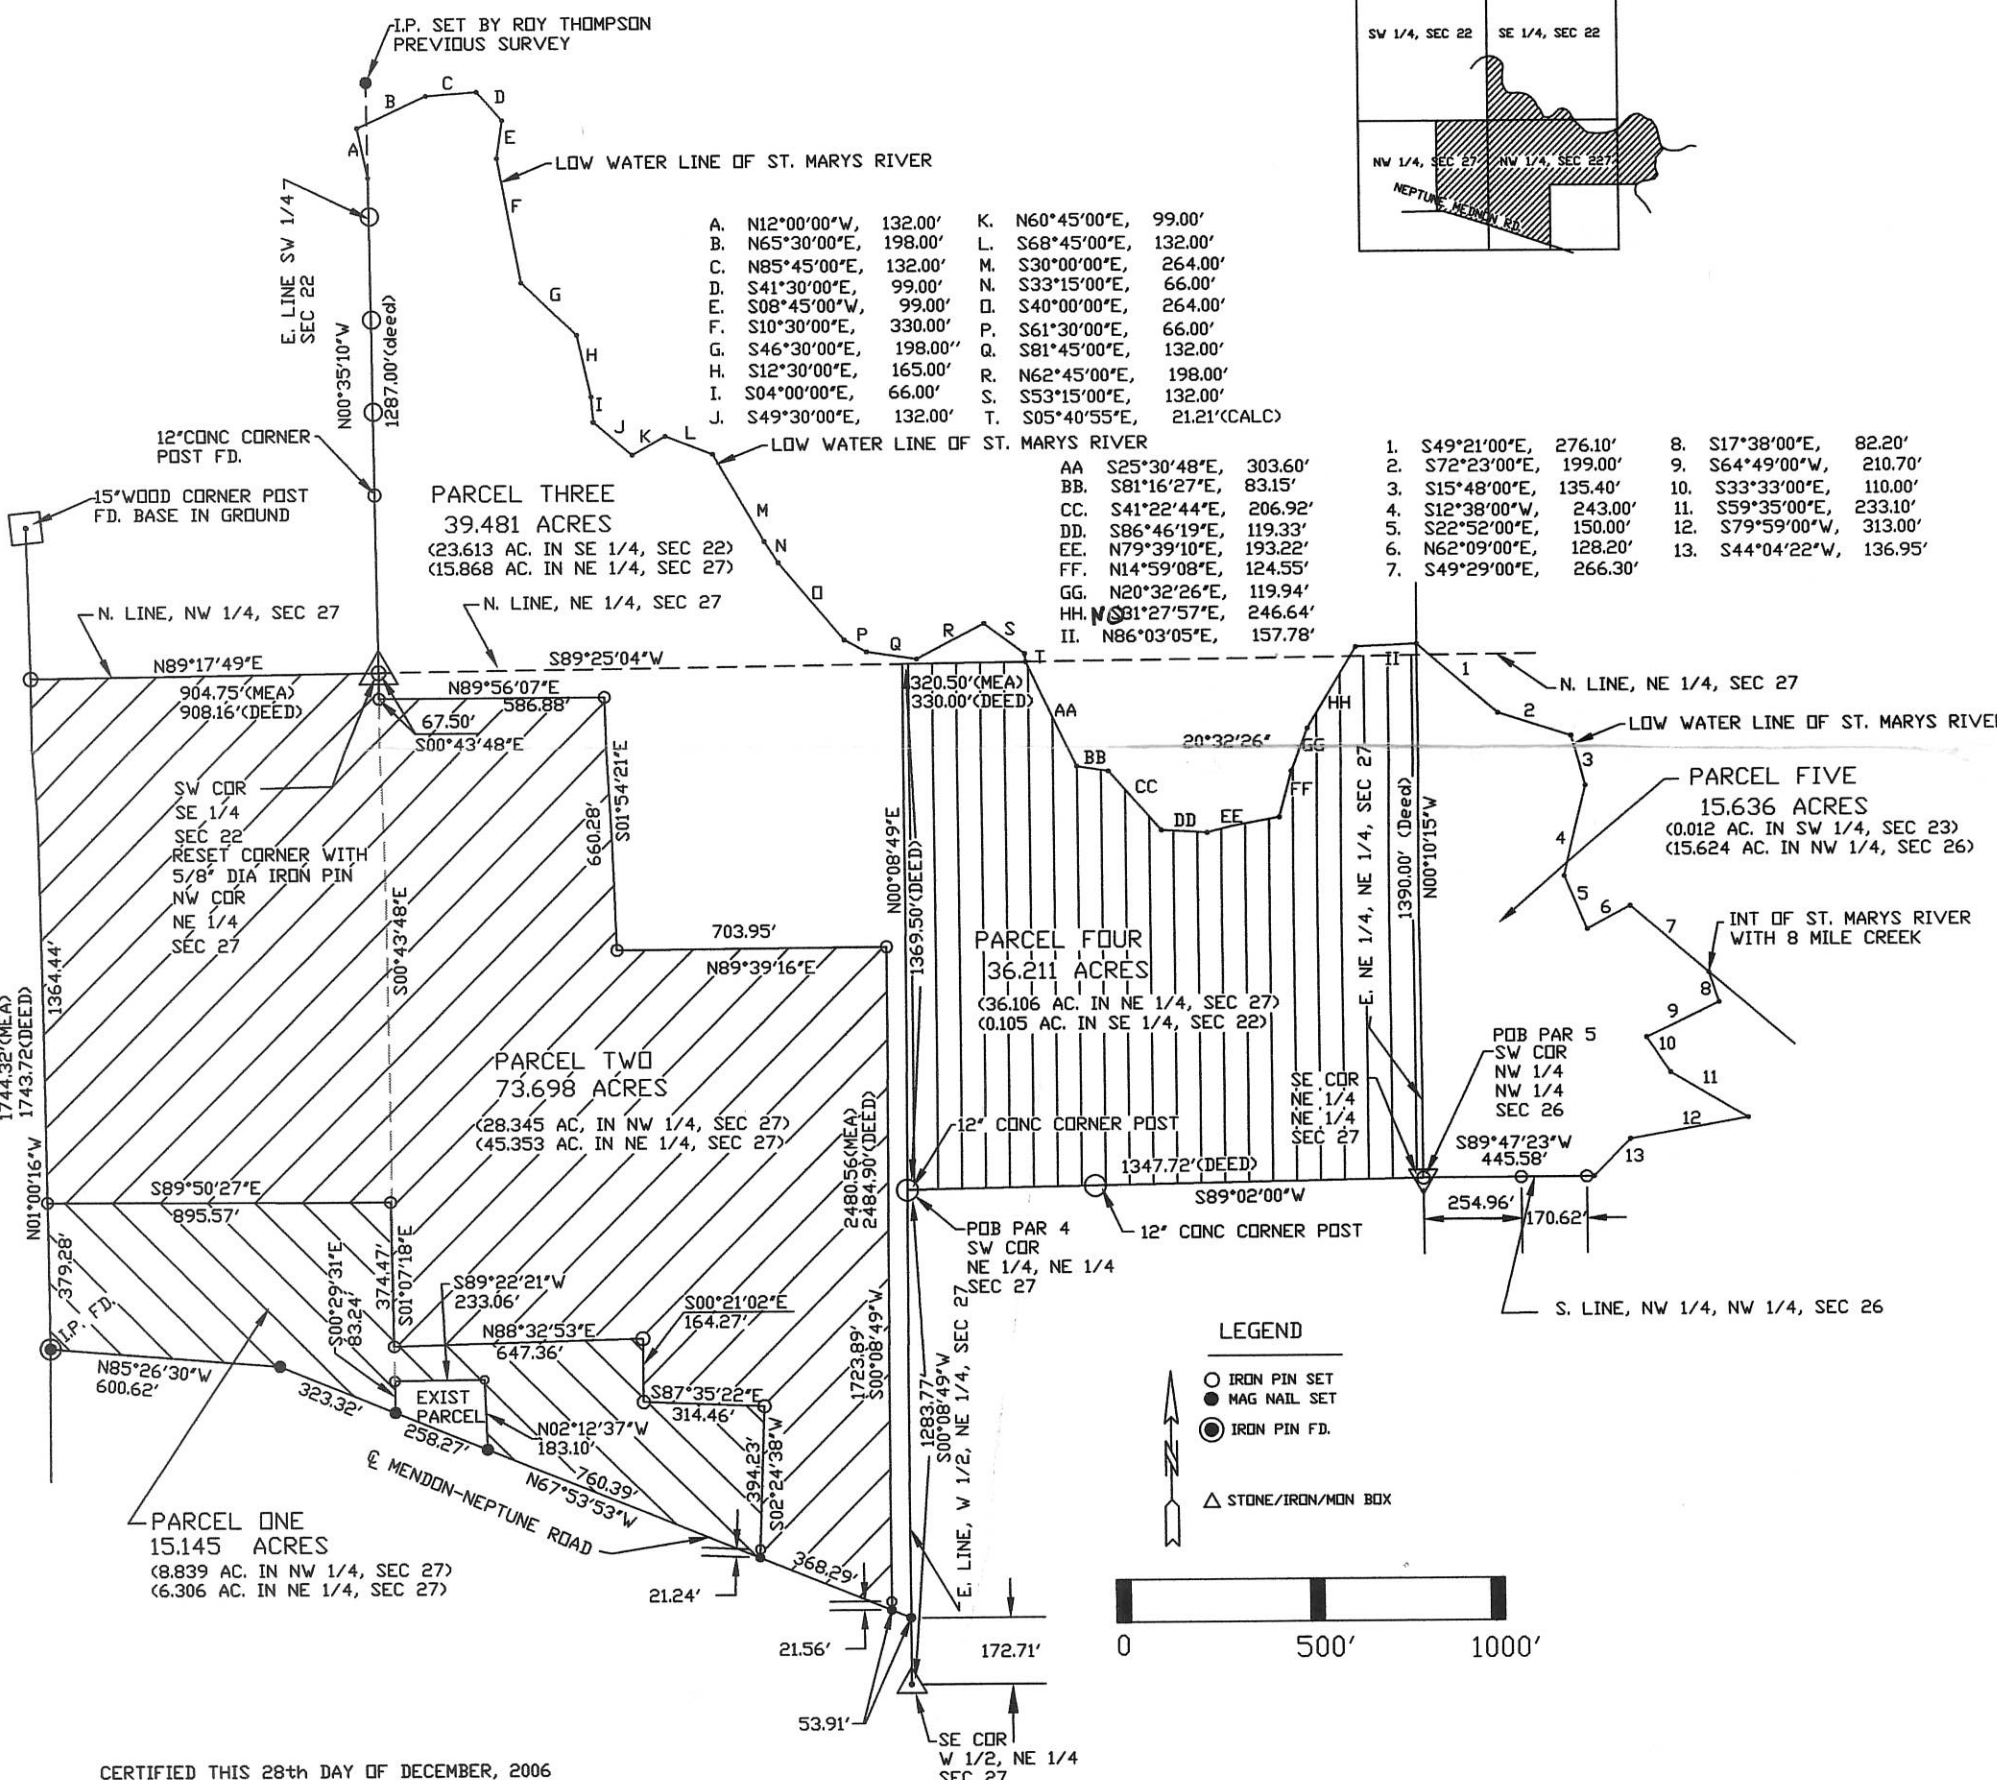 I.P. SET BY ROY THOMPSON
PREVIOUS SURVEY
SW 1/4, SEC 22
SE 1/4, SEC 22
NW 1/4, SEC 27
NW 1/4, SEC 227
NEPTUNE MEDNON RD.
B
C
D
E
A
F
G
H
I
J
K
L
M
N
O
P
Q
R
S
T
LOW WATER LINE OF ST. MARYS RIVER
E. LINE SW 1/4
SEC 22
N00°35'10"W
1287.00'(deed)
A. N12°00'00"W, 132.00'
B. N65°30'00"E, 198.00'
C. N85°45'00"E, 132.00'
D. S41°30'00"E, 99.00'
E. S08°45'00"W, 99.00'
F. S10°30'00"E, 330.00'
G. S46°30'00"E, 198.00''
H. S12°30'00"E, 165.00'
I. S04°00'00"E, 66.00'
J. S49°30'00"E, 132.00'
K. N60°45'00"E, 99.00'
L. S68°45'00"E, 132.00'
M. S30°00'00"E, 264.00'
N. S33°15'00"E, 66.00'
O. S40°00'00"E, 264.00'
P. S61°30'00"E, 66.00'
Q. S81°45'00"E, 132.00'
R. N62°45'00"E, 198.00'
S. S53°15'00"E, 132.00'
T. S05°40'55"E, 21.21'(CALC)
LOW WATER LINE OF ST. MARYS RIVER
12"CONC CORNER
POST FD.
15"WOOD CORNER POST
FD. BASE IN GROUND
PARCEL THREE
39.481 ACRES
(23.613 AC. IN SE 1/4, SEC 22)
(15.868 AC. IN NE 1/4, SEC 27)
AA S25°30'48"E, 303.60'
BB. S81°16'27"E, 83.15'
CC. S41°22'44"E, 206.92'
DD. S86°46'19"E, 119.33'
EE. N79°39'10"E, 193.22'
FF. N14°59'08"E, 124.55'
GG. N20°32'26"E, 119.94'
HH. N 31°27'57"E, 246.64'
II. N86°03'05"E, 157.78'
1. S49°21'00"E, 276.10'
2. S72°23'00"E, 199.00'
3. S15°48'00"E, 135.40'
4. S12°38'00"W, 243.00'
5. S22°52'00"E, 150.00'
6. N62°09'00"E, 128.20'
7. S49°29'00"E, 266.30'
8. S17°38'00"E, 82.20'
9. S64°49'00"W, 210.70'
10. S33°33'00"E, 110.00'
11. S59°35'00"E, 233.10'
12. S79°59'00"W, 313.00'
13. S44°04'22"W, 136.95'
N. LINE, NW 1/4, SEC 27
N. LINE, NE 1/4, SEC 27
N89°17'49"E
904.75'(MEA)
908.16'(DEED)
S89°25'04"W
N89°56'07"E
586.88'
67.50'
S00°43'48"E
320.50'(MEA)
330.00'(DEED)
AA
BB
CC
DD
EE
FF
GG
HH
II
20°32'26"
1
2
3
4
5
6
7
8
9
10
11
12
13
N. LINE, NE 1/4, SEC 27
LOW WATER LINE OF ST. MARYS RIVER
PARCEL FIVE
15.636 ACRES
(0.012 AC. IN SW 1/4, SEC 23)
(15.624 AC. IN NW 1/4, SEC 26)
INT OF ST. MARYS RIVER
WITH 8 MILE CREEK
SW COR
SE 1/4
SEC 22
RESET CORNER WITH
5/8" DIA IRON PIN
NW COR
NE 1/4
SEC 27
S00°43'48"E
660.28'
S01°54'21"E
703.95'
N89°39'16"E
N00°08'49"E
1369.50'(DEED)
PARCEL FOUR
36.211 ACRES
(36.106 AC. IN NE 1/4, SEC 27)
(0.105 AC. IN SE 1/4, SEC 22)
E. NE 1/4, NE 1/4, SEC 27
1390.00' (Deed)
N00°10'15"W
1364.44'
1744.32'(MEA)
1743.72(DEED)
N01°00'16"W
PARCEL TWO
73.698 ACRES
(28.345 AC, IN NW 1/4, SEC 27)
(45.353 AC. IN NE 1/4, SEC 27)
12" CONC CORNER POST
SE COR
NE 1/4
NE 1/4
SEC 27
POB PAR 5
SW COR
NW 1/4
NW 1/4
SEC 26
S89°47'23"W
445.58'
254.96'
170.62'
1347.72'(DEED)
S89°02'00"W
2480.56(MEA)
2484.90'(DEED)
POB PAR 4
SW COR
NE 1/4, NE 1/4
SEC 27
12" CONC CORNER POST
S. LINE, NW 1/4, NW 1/4, SEC 26
S89°50'27"E
895.57'
379.28'
I.P. FD.
S00°29'31"E
83.24'
374.47'
S01°07'18"E
S89°22'21"W
233.06'
N88°32'53"E
647.36'
S00°21'02"E
164.27'
S87°35'22"E
314.46'
1723.89'
S00°08'49"W
1283.77'
S00°08'49"W
E. LINE, W 1/2, NE 1/4, SEC 27
N85°26'30"W
600.62'
323.32'
EXIST
PARCEL
258.27'
N02°12'37"W
183.10'
760.39'
N67°53'53"W
394.23'
S02°24'38"W
℄ MENDON-NEPTUNE ROAD
368.29'
21.24'
21.56'
53.91'
172.71'
PARCEL ONE
15.145 ACRES
(8.839 AC. IN NW 1/4, SEC 27)
(6.306 AC. IN NE 1/4, SEC 27)
LEGEND
IRON PIN SET
MAG NAIL SET
IRON PIN FD.
STONE/IRON/MON BOX
N
0 500' 1000'
SE COR
W 1/2, NE 1/4
SEC 27
CERTIFIED THIS 28th DAY OF DECEMBER, 2006